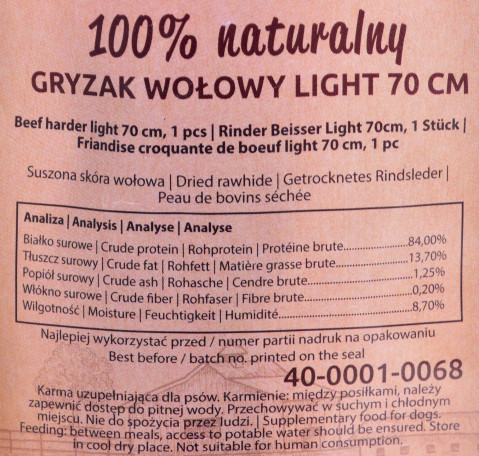 100% naturalny
GRYZAK WOŁOWY LIGHT 70 CM
Beef harder light 70 cm, 1 pcs | Rinder Beisser Light 70cm, 1 Stück |
Friandise croquante de boeuf light 70 cm, 1 pc
Suszona skóra wołowa | Dried rawhide | Getrocknetes Rindsleder |
Peau de bovins séchée
Analiza | Analysis | Analyse | Analyse
Białko surowe | Crude protein | Rohprotein | Protéine brute........................84,00%
Tłuszcz surowy | Crude fat | Rohfett | Matière grasse brute......................13,70%
Popiół surowy | Crude ash | Rohasche | Cendre brute............................1,25%
Włókno surowe | Crude fiber | Rohfaser | Fibre brute..............................0,20%
Wilgotność | Moisture | Feuchtigkeit | Humidité....................................8,70%
Najlepiej wykorzystać przed / numer partii nadruk na opakowaniu
Best before / batch no. printed on the seal
40-0001-0068
Karma uzupełniająca dla psów. Karmienie: między posiłkami, należy
zapewnić dostęp do pitnej wody. Przechowywać w suchym i chłodnym
miejscu. Nie do spożycia przez ludzi. | Supplementary food for dogs.
Feeding: between meals, access to potable water should be ensured. Store
in cool dry place. Not suitable for human consumption.